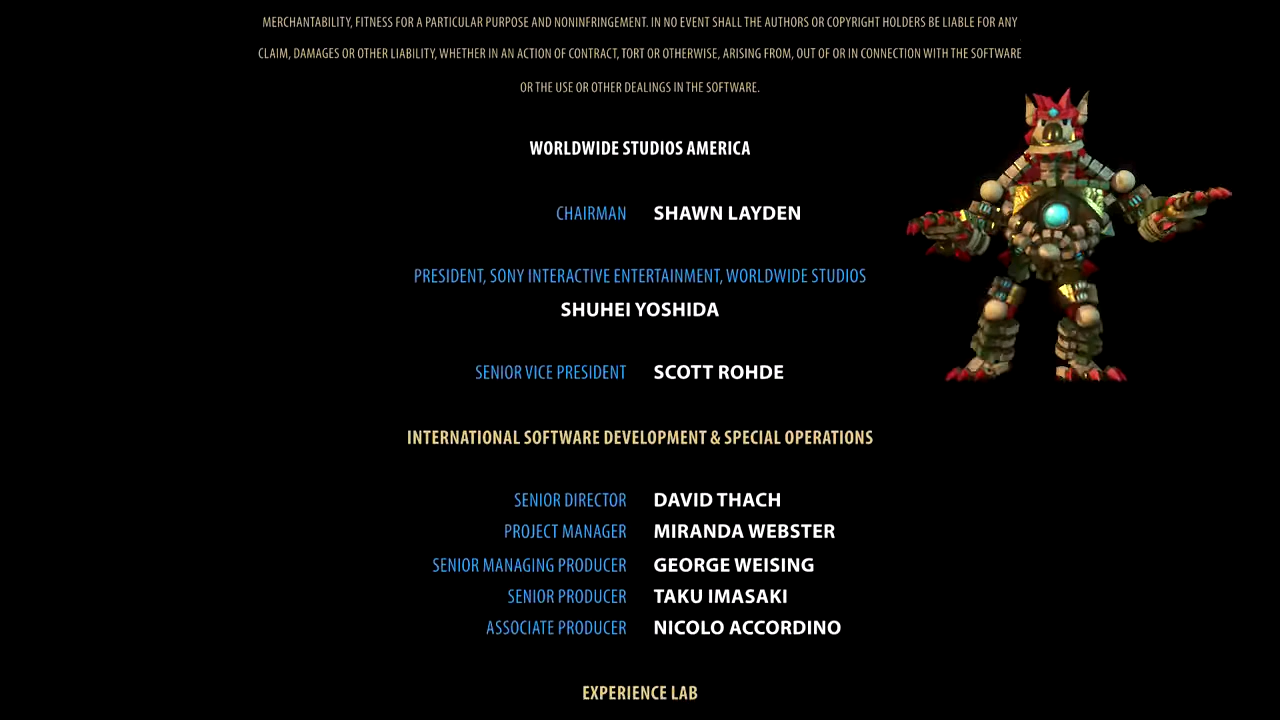 MERCHANTABILITY, FITNESS FOR A PARTICULAR PURPOSE AND NONINFRINGEMENT. IN NO EVENT SHALL THE AUTHORS OR COPYRIGHT HOLDERS BE LIABLE FOR ANY
CLAIM, DAMAGES OR OTHER LIABILITY, WHETHER IN AN ACTION OF CONTRACT, TORT OR OTHERWISE, ARISING FROM, OUT OF OR IN CONNECTION WITH THE SOFTWARE
OR THE USE OR OTHER DEALINGS IN THE SOFTWARE.
WORLDWIDE STUDIOS AMERICA
CHAIRMAN SHAWN LAYDEN
PRESIDENT, SONY INTERACTIVE ENTERTAINMENT, WORLDWIDE STUDIOS
SHUHEI YOSHIDA
SENIOR VICE PRESIDENT SCOTT ROHDE
INTERNATIONAL SOFTWARE DEVELOPMENT & SPECIAL OPERATIONS
SENIOR DIRECTOR DAVID THACH
PROJECT MANAGER MIRANDA WEBSTER
SENIOR MANAGING PRODUCER GEORGE WEISING
SENIOR PRODUCER TAKU IMASAKI
ASSOCIATE PRODUCER NICOLO ACCORDINO
EXPERIENCE LAB